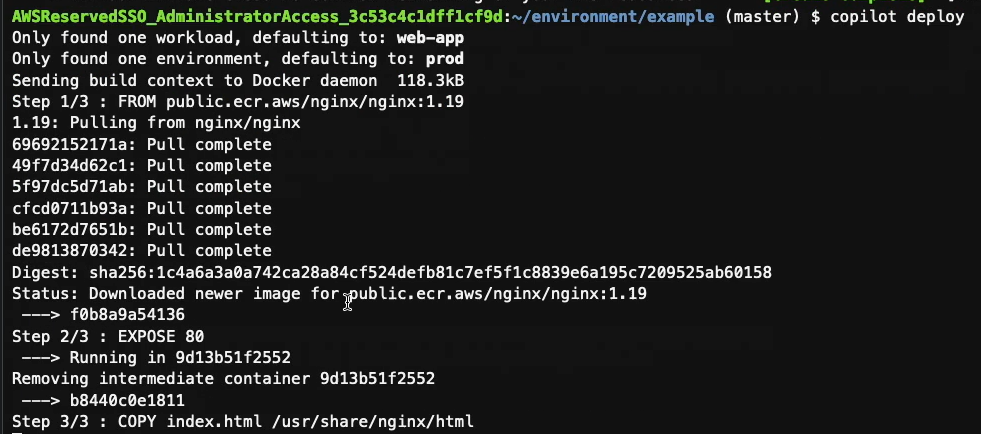 AWSReservedSSO_AdministratorAccess_3c53c4c1dff1cf9d:~/environment/example (master) $ copilot deploy
Only found one workload, defaulting to: web-app
Only found one environment, defaulting to: prod
Sending build context to Docker daemon  118.3kB
Step 1/3 : FROM public.ecr.aws/nginx/nginx:1.19
1.19: Pulling from nginx/nginx
69692152171a: Pull complete
49f7d34d62c1: Pull complete
5f97dc5d71ab: Pull complete
cfcd0711b93a: Pull complete
be6172d7651b: Pull complete
de9813870342: Pull complete
Digest: sha256:1c4a6a3a0a742ca28a84cf524defb81c7ef5f1c8839e6a195c7209525ab60158
Status: Downloaded newer image for public.ecr.aws/nginx/nginx:1.19
 ---> f0b8a9a54136
Step 2/3 : EXPOSE 80
 ---> Running in 9d13b51f2552
Removing intermediate container 9d13b51f2552
 ---> b8440c0e1811
Step 3/3 : COPY index.html /usr/share/nginx/html